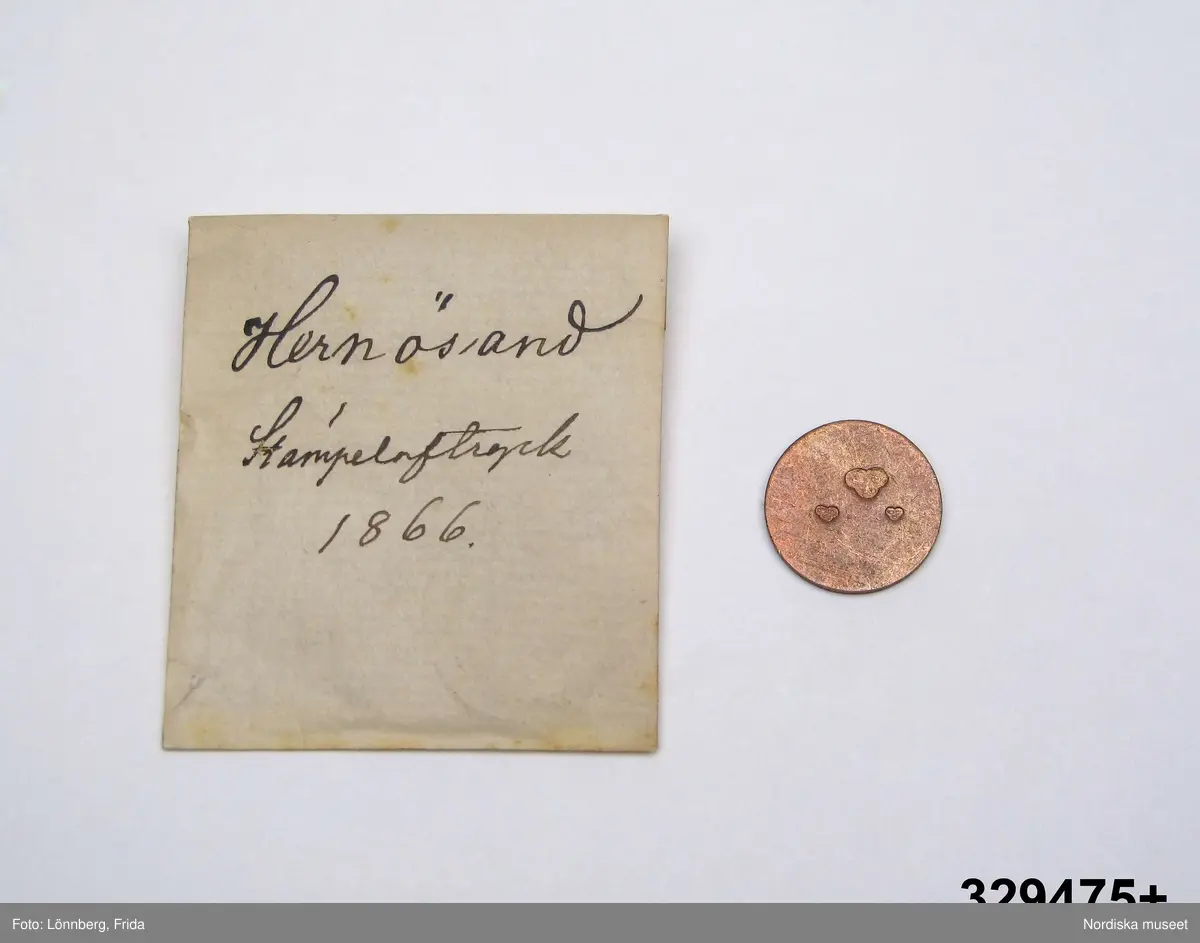 Hernösand
Stämpelaftryck
1866.
329475+
Foto: Lönnberg, Frida
Nordiska museet